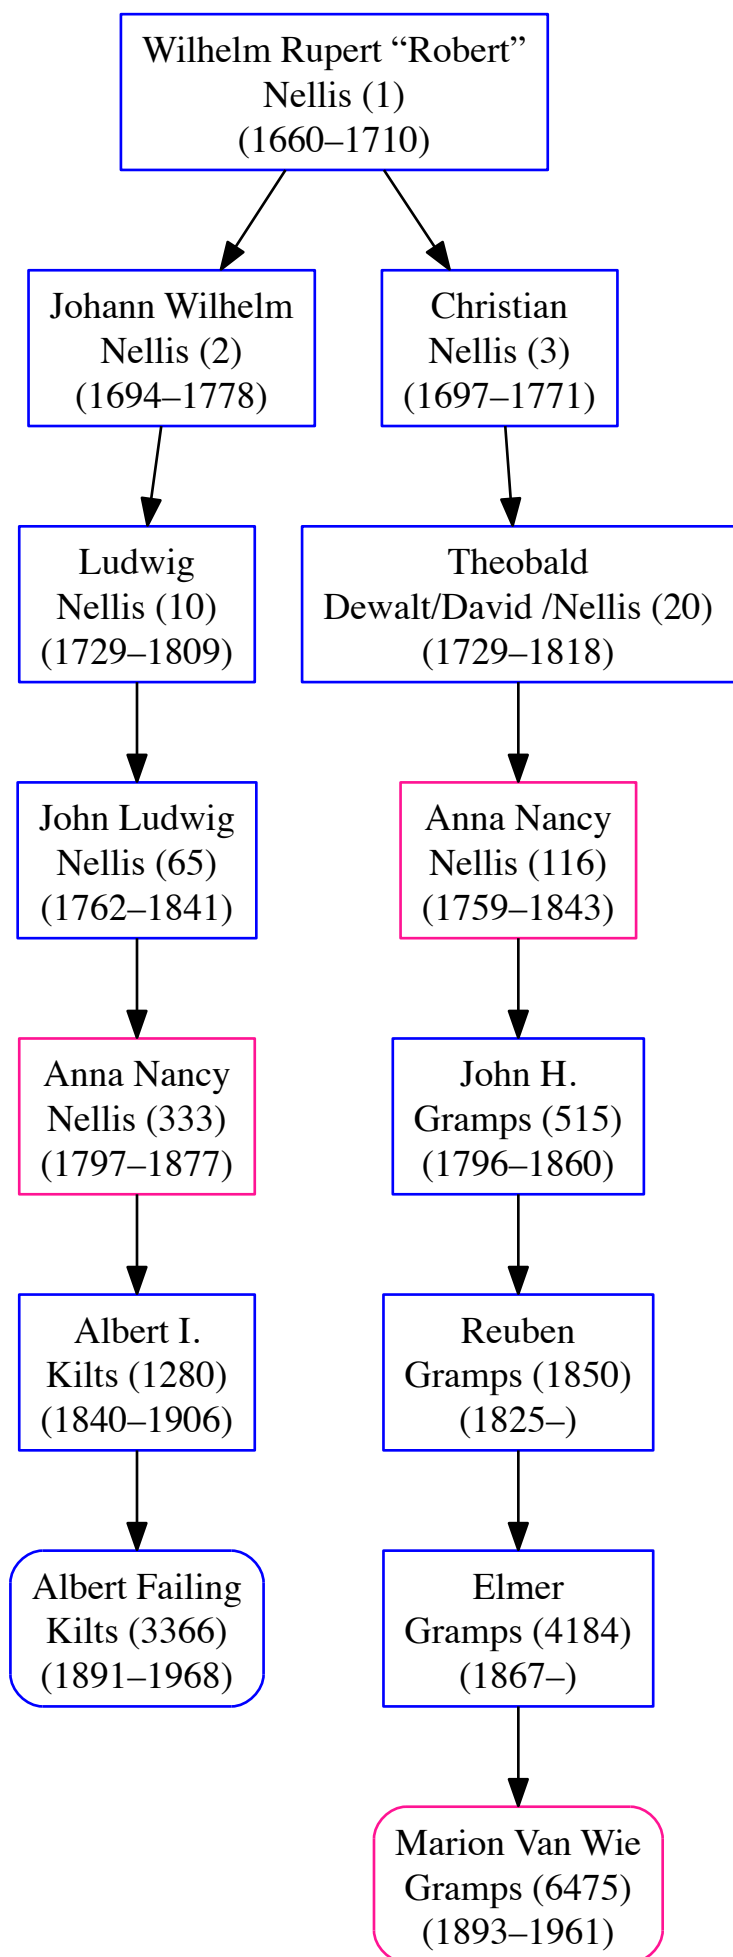 Wilhelm Rupert “Robert”
Nellis (1)
(1660–1710)
Johann Wilhelm
Nellis (2)
(1694–1778)
Christian
Nellis (3)
(1697–1771)
Ludwig
Nellis (10)
(1729–1809)
Theobald
Dewalt/David /Nellis (20)
(1729–1818)
John Ludwig
Nellis (65)
(1762–1841)
Anna Nancy
Nellis (116)
(1759–1843)
Anna Nancy
Nellis (333)
(1797–1877)
John H.
Gramps (515)
(1796–1860)
Albert I.
Kilts (1280)
(1840–1906)
Reuben
Gramps (1850)
(1825–)
Albert Failing
Kilts (3366)
(1891–1968)
Elmer
Gramps (4184)
(1867–)
Marion Van Wie
Gramps (6475)
(1893–1961)